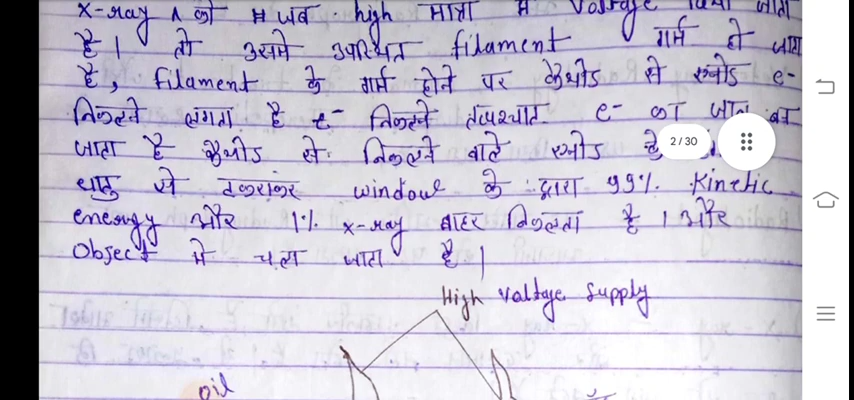 x-ray को जब high मात्रा में Voltage दिया जाता
है। तो उसमे उपस्थित filament गर्म हो जाता
है, filament के गर्म होने पर कैथोड से एनोड e-
निकलने लगता है e- निकलने तत्पश्चात e- का जाल बन
जाता है कैथोड से निकलने वाले एनोड के
2/30
धातु से टकराकर window के द्वारा 99% Kinetic
energy और 1% x-ray बाहर निकलता है। और
Object मे चला जाता है।
High Voltage Supply
oil